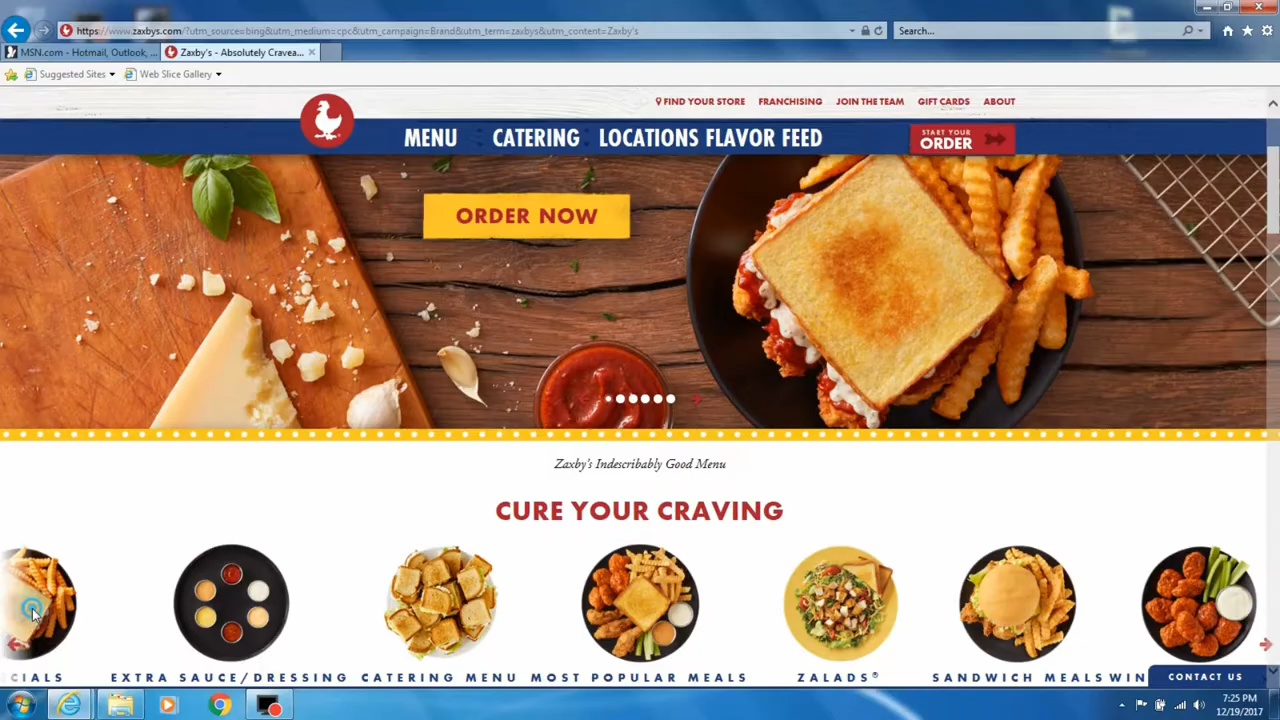 https://www.zaxbys.com/?utm_source=bing&utm_medium=cpc&utm_campaign=Brand&utm_term=zaxbys&utm_content=Zaxby's
Search...
MSN.com - Hotmail, Outlook, ...
Zaxby's - Absolutely Cravea...
Suggested Sites
Web Slice Gallery
FIND YOUR STORE
FRANCHISING
JOIN THE TEAM
GIFT CARDS
ABOUT
MENU
CATERING
LOCATIONS
FLAVOR FEED
START YOUR
ORDER
ORDER NOW
Zaxby's Indescribably Good Menu
CURE YOUR CRAVING
CIALS
EXTRA SAUCE/DRESSING
CATERING MENU
MOST POPULAR MEALS
ZALADS®
SANDWICH MEALS
WIN
CONTACT US
7:25 PM
12/19/2017